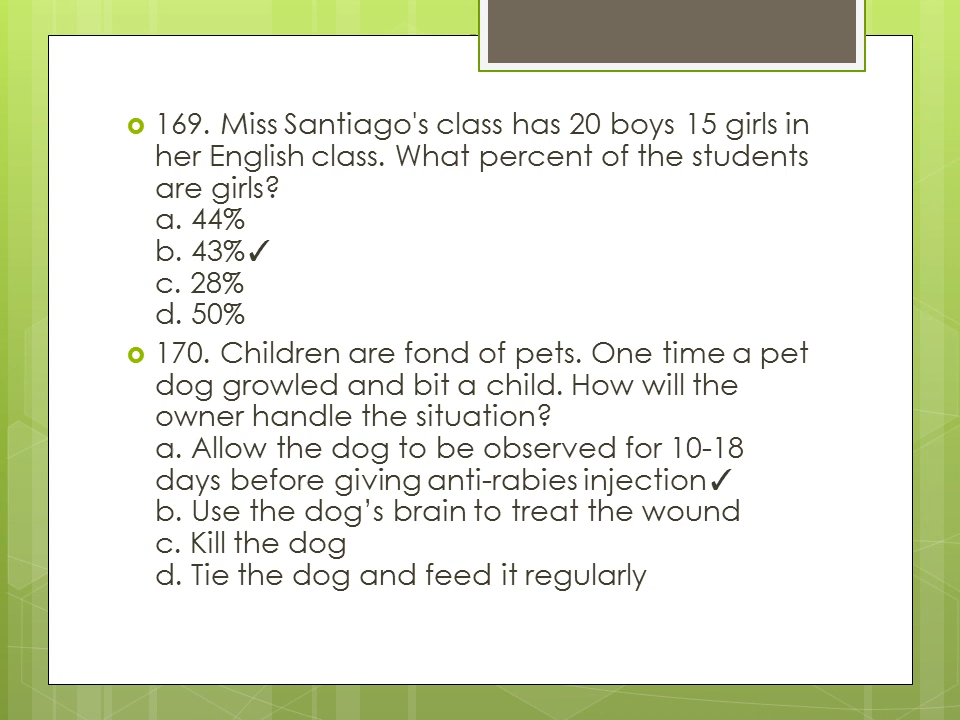 169. Miss Santiago's class has 20 boys 15 girls in
her English class. What percent of the students
are girls?
a. 44%
b. 43%✓
c. 28%
d. 50%
170. Children are fond of pets. One time a pet
dog growled and bit a child. How will the
owner handle the situation?
a. Allow the dog to be observed for 10-18
days before giving anti-rabies injection✓
b. Use the dog’s brain to treat the wound
c. Kill the dog
d. Tie the dog and feed it regularly